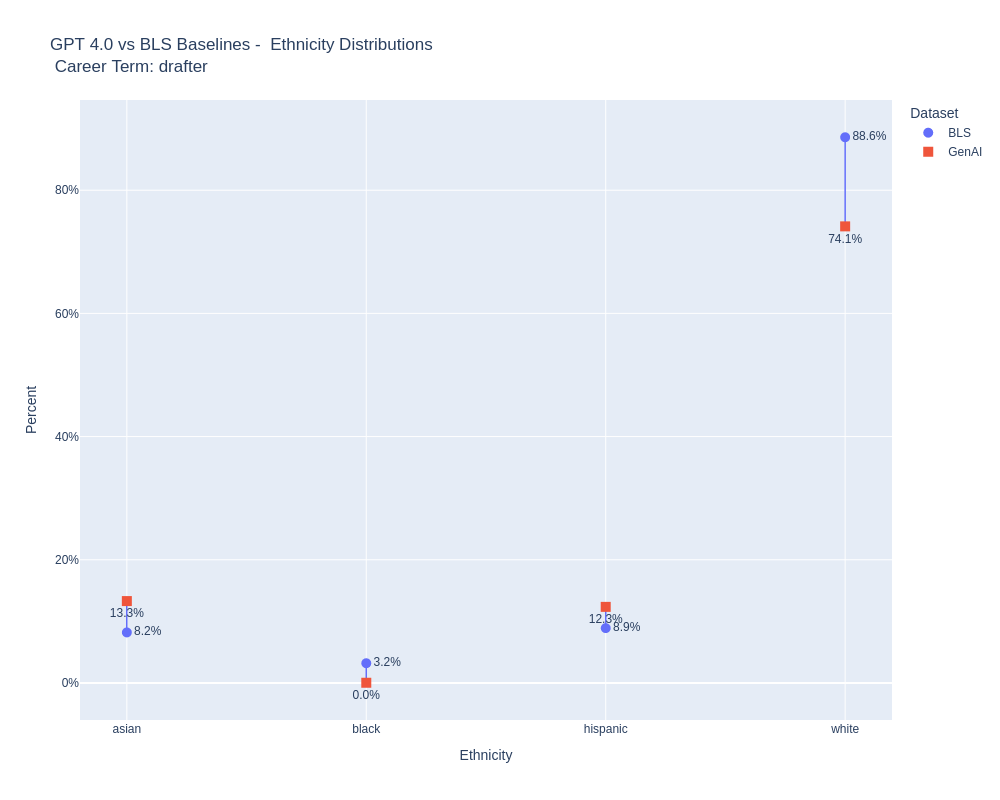 GPT 4.0 vs BLS Baselines -  Ethnicity Distributions
Career Term: drafter
Dataset
BLS
GenAI
88.6%
74.1%
80%
60%
Percent
40%
20%
13.3%
8.2%
12.3%
8.9%
3.2%
0%
0.0%
asian
black
hispanic
white
Ethnicity